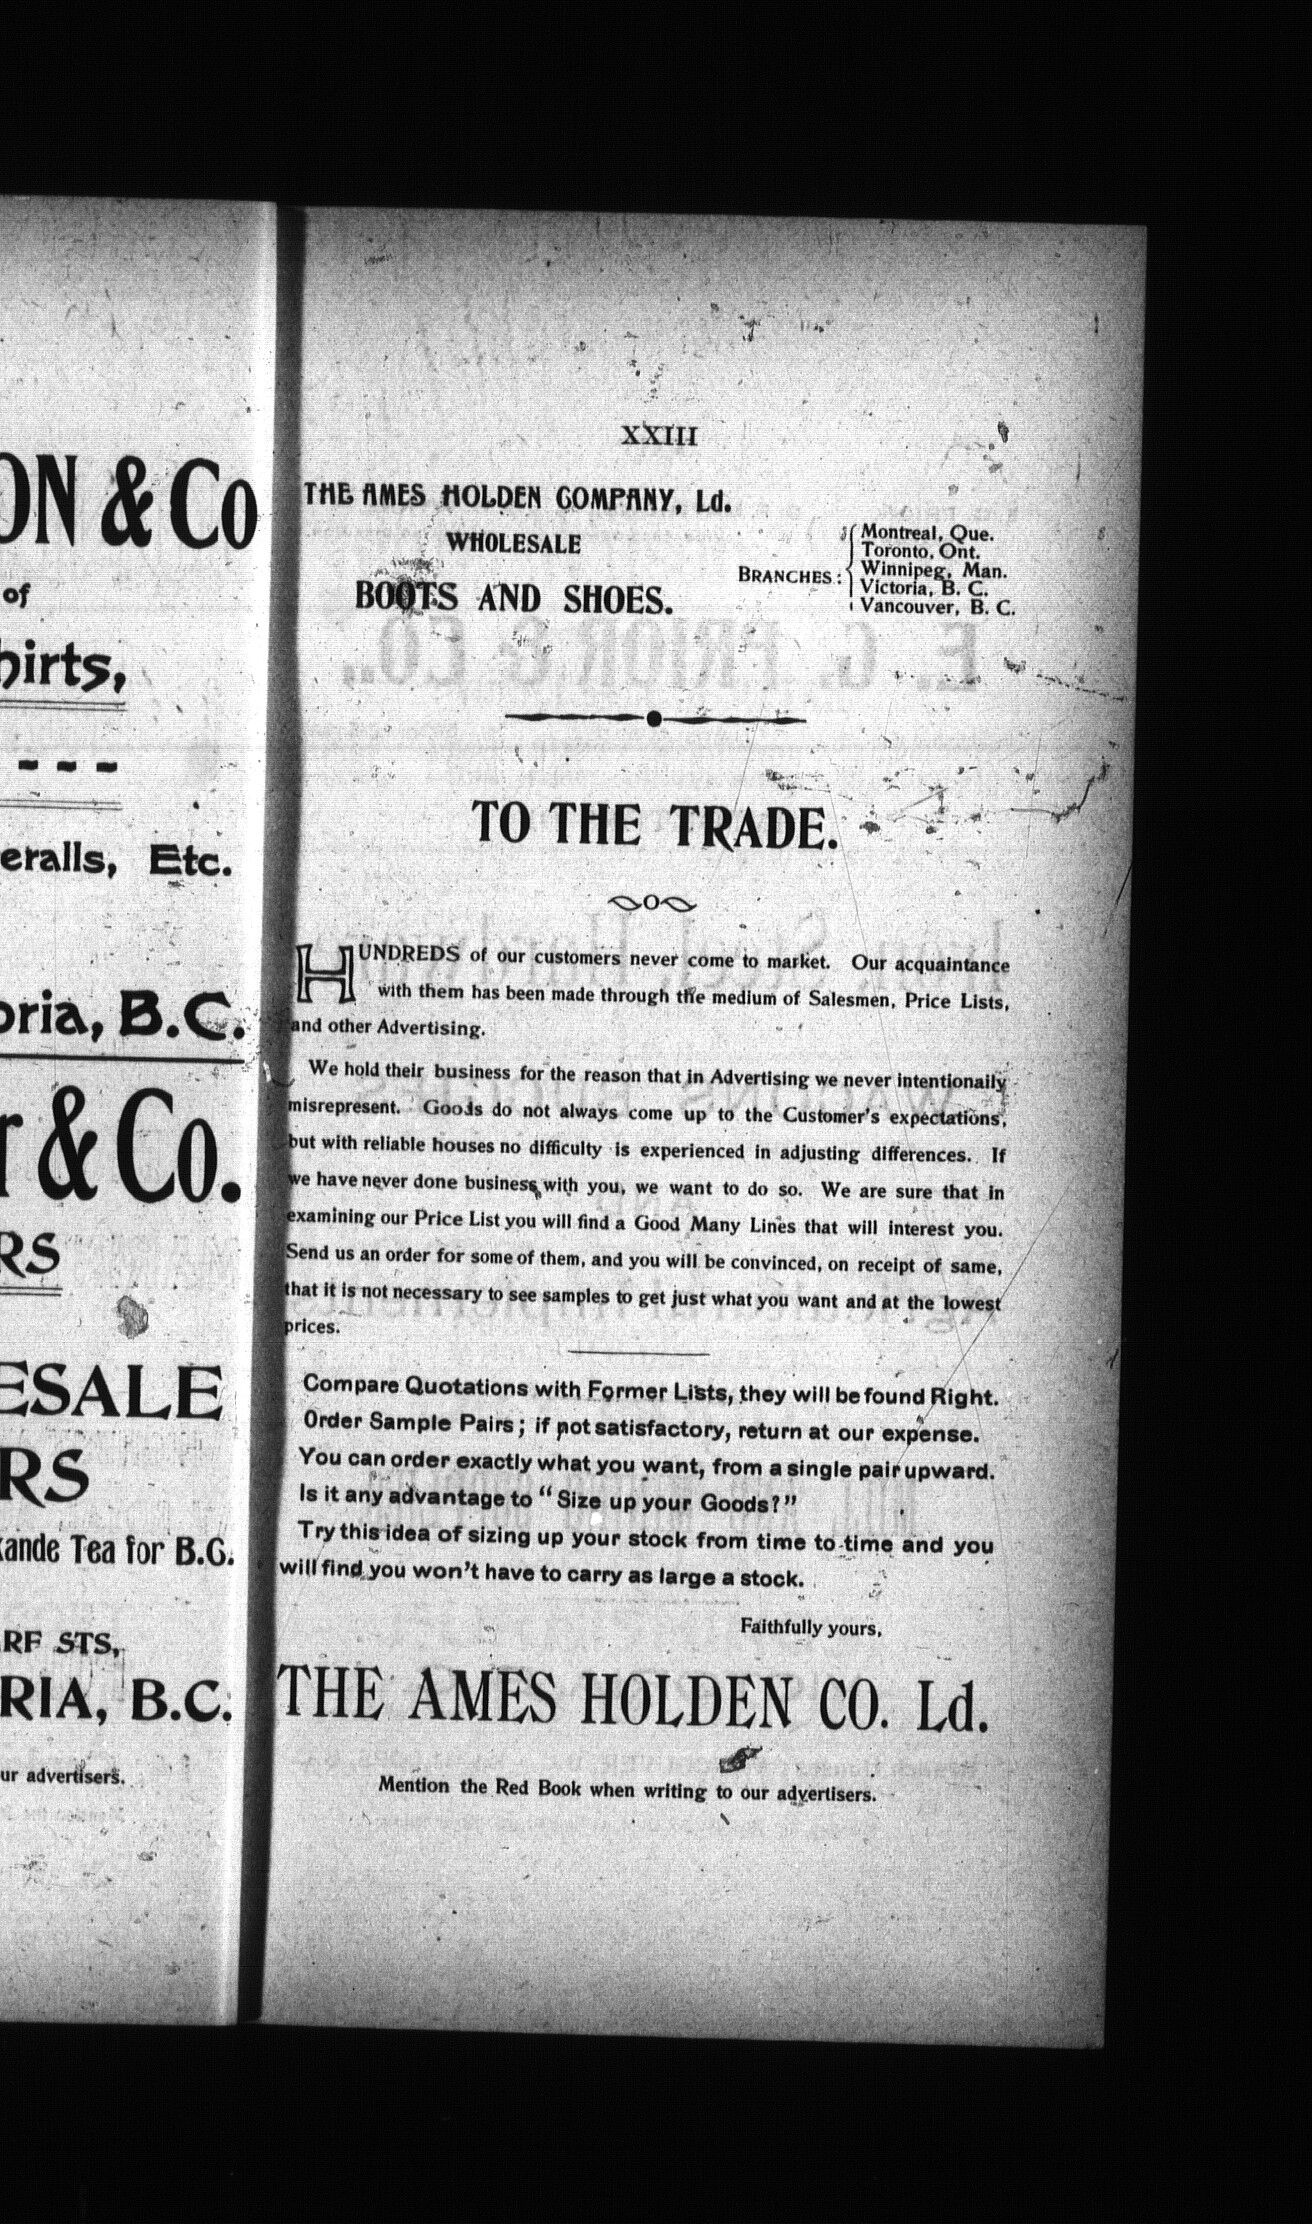 ON & Co
of
hirts,
eralls, Etc.
oria, B.C.
r & Co.
RS
ESALE
RS
kande Tea for B.C.
RF STS,
RIA, B.C.
ur advertisers.
XXIII
THE AMES HOLDEN COMPANY, Ld.
WHOLESALE
BOOTS AND SHOES.
BRANCHES:
Montreal, Que.
Toronto, Ont.
Winnipeg, Man.
Victoria, B. C.
Vancouver, B. C.
TO THE TRADE.
HUNDREDS of our customers never come to market. Our acquaintance
with them has been made through the medium of Salesmen, Price Lists,
and other Advertising.
We hold their business for the reason that in Advertising we never intentionally
misrepresent. Goods do not always come up to the Customer's expectations,
but with reliable houses no difficulty is experienced in adjusting differences. If
we have never done business with you, we want to do so. We are sure that in
examining our Price List you will find a Good Many Lines that will interest you.
Send us an order for some of them, and you will be convinced, on receipt of same,
that it is not necessary to see samples to get just what you want and at the lowest
prices.
Compare Quotations with Former Lists, they will be found Right.
Order Sample Pairs; if not satisfactory, return at our expense.
You can order exactly what you want, from a single pair upward.
Is it any advantage to "Size up your Goods?"
Try this idea of sizing up your stock from time to time and you
will find you won't have to carry as large a stock.
Faithfully yours,
THE AMES HOLDEN CO. Ld.
Mention the Red Book when writing to our advertisers.